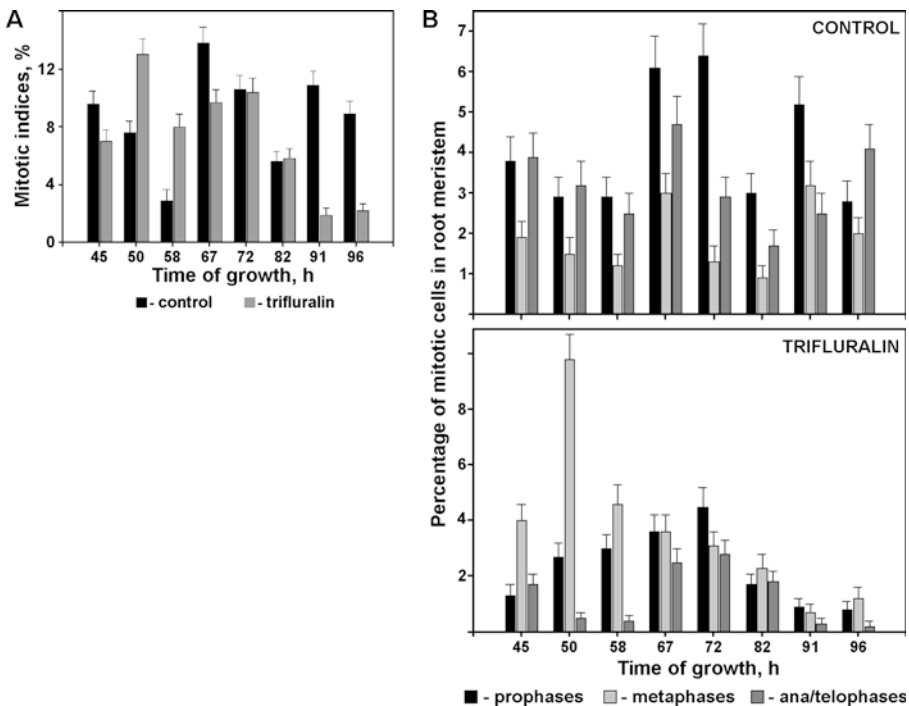 A
Mitotic indices, %
12
8
4
0
45 50 58 67 72 82 91 96
Time of growth, h
- control - trifluralin
B
Percentage of mitotic cells in root meristem
CONTROL
7
6
5
4
3
2
1
TRIFLURALIN
8
6
4
2
45 50 58 67 72 82 91 96
Time of growth, h
- prophases - metaphases - ana/telophases